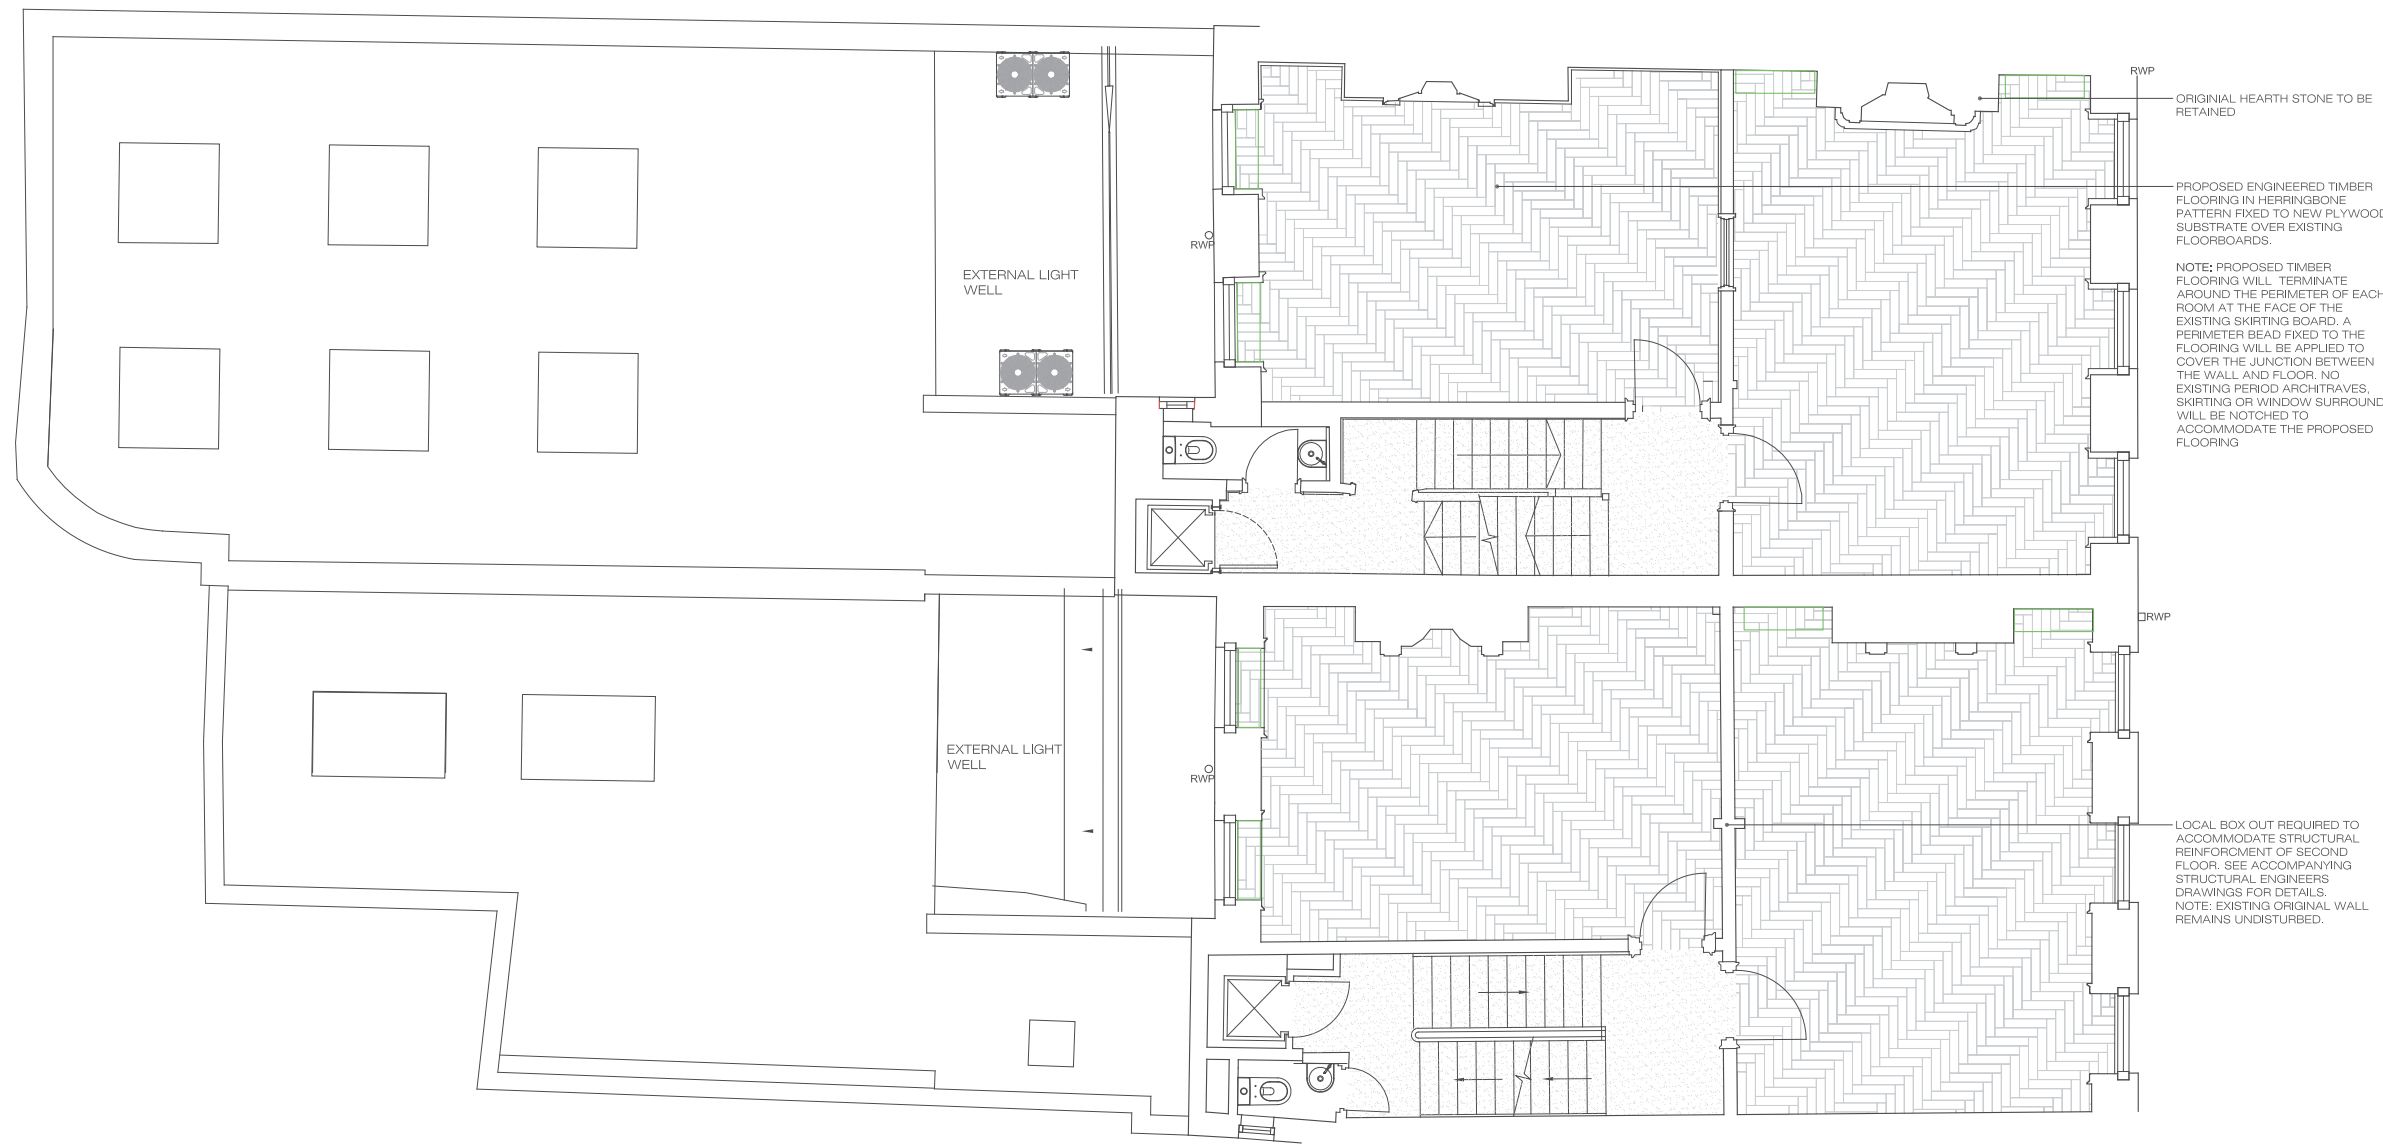 RWP
ORIGINIAL HEARTH STONE TO BE
RETAINED
PROPOSED ENGINEERED TIMBER
FLOORING IN HERRINGBONE
PATTERN FIXED TO NEW PLYWOOD
SUBSTRATE OVER EXISTING
FLOORBOARDS.
NOTE: PROPOSED TIMBER
FLOORING WILL TERMINATE
AROUND THE PERIMETER OF EACH
ROOM AT THE FACE OF THE
EXISTING SKIRTING BOARD. A
PERIMETER BEAD FIXED TO THE
FLOORING WILL BE APPLIED TO
COVER THE JUNCTION BETWEEN
THE WALL AND FLOOR. NO
EXISTING PERIOD ARCHITRAVES,
SKIRTING OR WINDOW SURROUND
WILL BE NOTCHED TO
ACCOMMODATE THE PROPOSED
FLOORING
RWP
EXTERNAL LIGHT
WELL
RWP
EXTERNAL LIGHT
WELL
RWP
LOCAL BOX OUT REQUIRED TO
ACCOMMODATE STRUCTURAL
REINFORCMENT OF SECOND
FLOOR. SEE ACCOMPANYING
STRUCTURAL ENGINEERS
DRAWINGS FOR DETAILS.
NOTE: EXISTING ORIGINAL WALL
REMAINS UNDISTURBED.